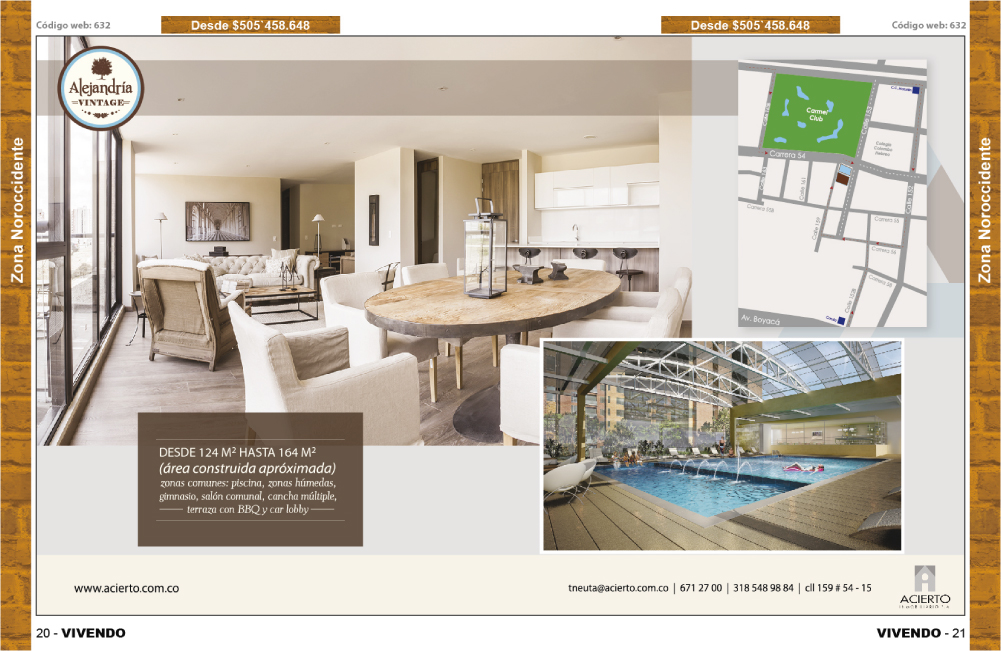 Código web: 632
Desde $505´458.648
Desde $505´458.648
Código web: 632
Zona Noroccidente
Zona Noroccidente
Alejandría
VINTAGE
Carmel
Club
Carrera 54
Av. Boyacá
DESDE 124 M² HASTA 164 M²
(área construida apróximada)
zonas comunes: piscina, zonas húmedas,
gimnasio, salón comunal, cancha múltiple,
terraza con BBQ y car lobby
www.acierto.com.co
tneuta@acierto.com.co | 671 27 00 | 318 548 98 84 | cll 159 # 54 - 15
ACIERTO
INMOBILIARIO S.A
20 - VIVENDO
VIVENDO - 21